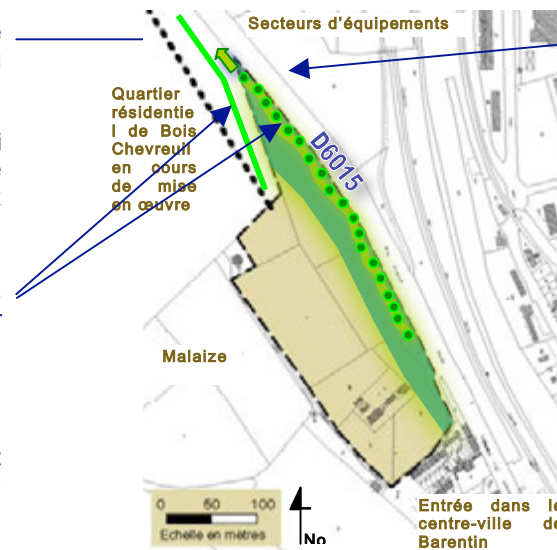 Secteurs d'équipements
Quartier
résidentie
l de Bois
Chevreuil
en cours
de mise
en œuvre
D6015
Malaize
0 50 100
Echelle en mètres
No
Entrée dans le
centre-ville de
Barentin